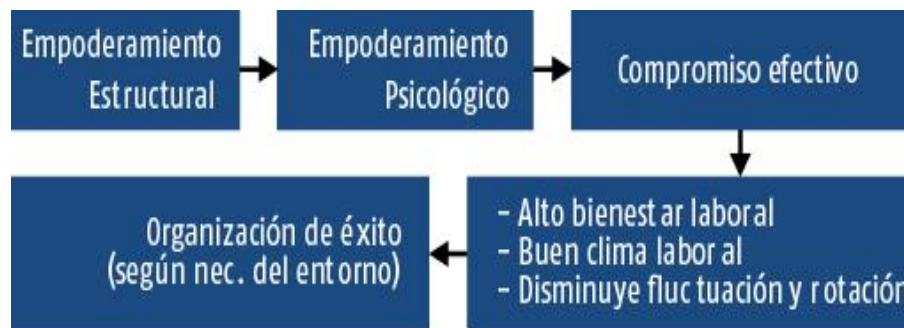 Empoderamiento
Estructural
Empoderamiento
Psicológico
Compromiso efectivo
- Alto bienestar laboral
- Buen clima laboral
- Disminuye fluctuación y rotación
Organización de éxito
(según nec. del entorno)